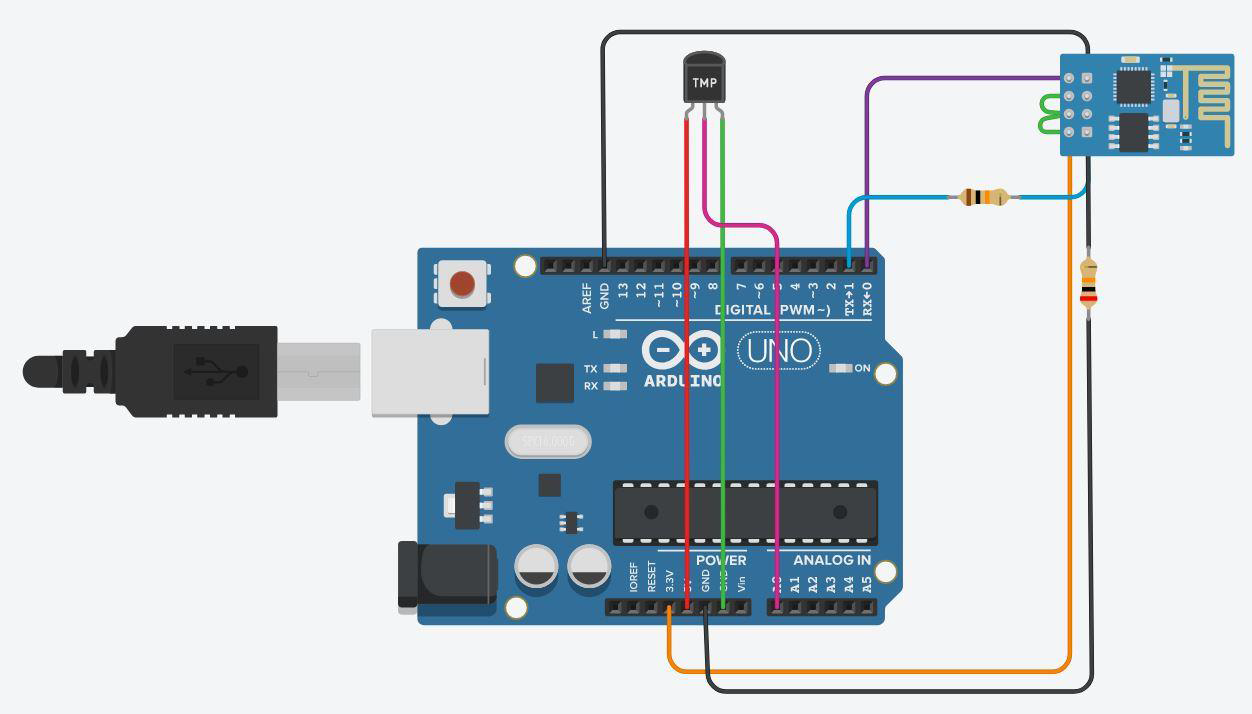 TMP
AREF
GND
13
12
~11
~10
~9
8
7
~6
5
4
~3
2
TX→1
RX←0
DIGITAL (PWM~)
L
TX
RX
ARDUINO
UNO
ON
SPK16.000G
POWER
ANALOG IN
IOREF
RESET
3.3V
GND
GND
Vin
A0
A1
A2
A3
A4
A5